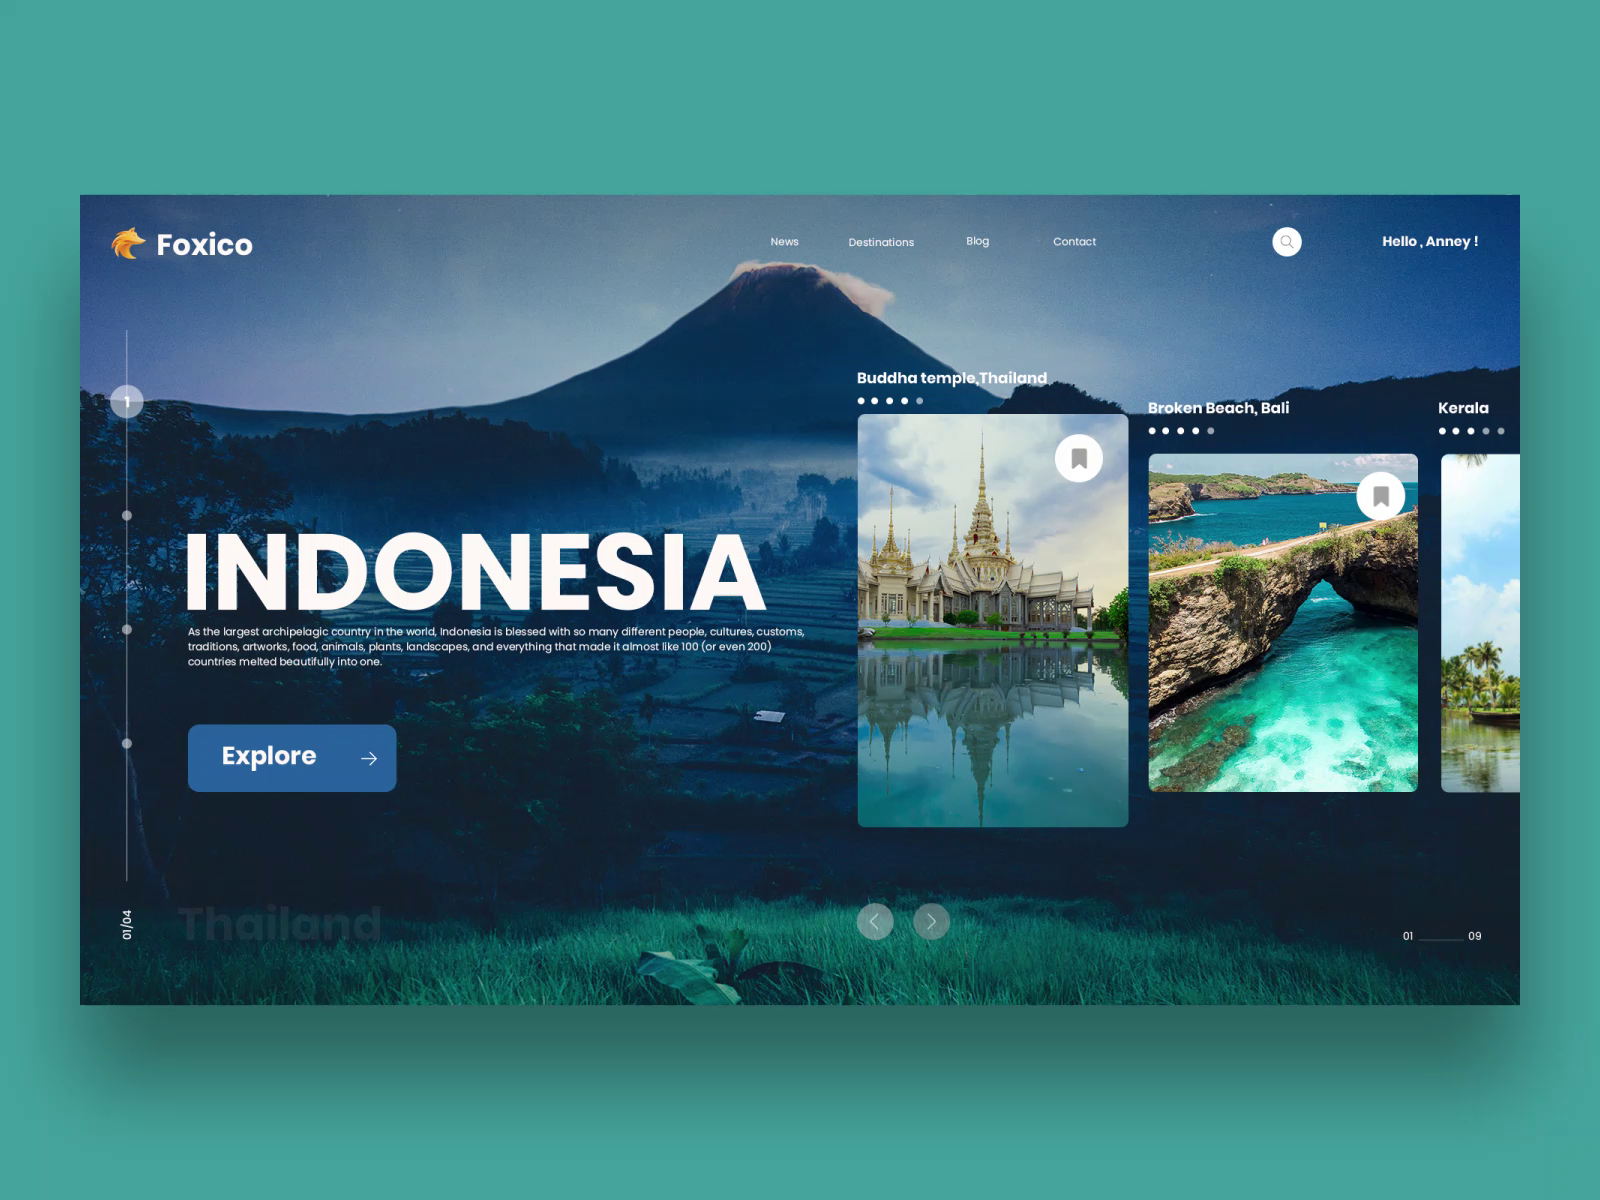 Foxico
News
Destinations
Blog
Contact
Hello , Anney !
1
INDONESIA
As the largest archipelagic country in the world, Indonesia is blessed with so many different people, cultures, customs,
traditions, artworks, food, animals, plants, landscapes, and everything that made it almost like 100 (or even 200)
countries melted beautifully into one.
Explore
Buddha temple,Thailand
Broken Beach, Bali
Kerala
01/04
Thailand
01
09